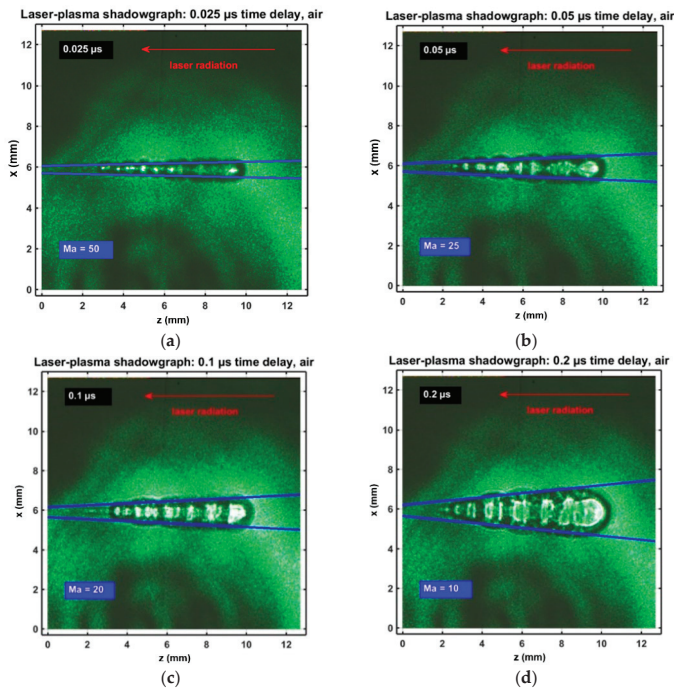 Laser-plasma shadowgraph: 0.025 µs time delay, air
0.025 µs
laser radiation
Ma = 50
x (mm)
12
10
8
6
4
2
0
0 2 4 6 8 10 12
z (mm)
(a)
Laser-plasma shadowgraph: 0.05 µs time delay, air
0.05 µs
laser radiation
Ma = 25
x (mm)
12
10
8
6
4
2
0
0 2 4 6 8 10 12
z (mm)
(b)
Laser-plasma shadowgraph: 0.1 µs time delay, air
0.1 µs
laser radiation
Ma = 20
x (mm)
12
10
8
6
4
2
0
0 2 4 6 8 10 12
z (mm)
(c)
Laser-plasma shadowgraph: 0.2 µs time delay, air
0.2 µs
laser radiation
Ma = 10
x (mm)
12
10
8
6
4
2
0
0 2 4 6 8 10 12
z (mm)
(d)